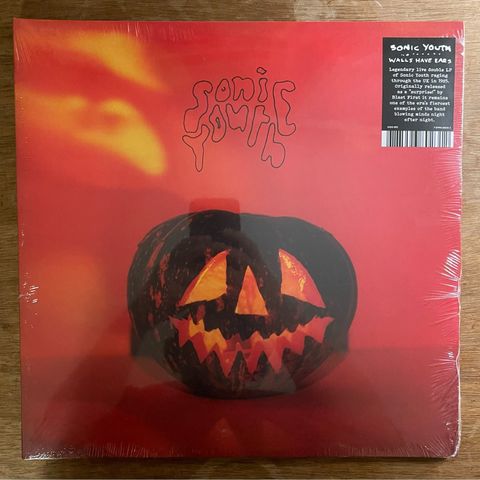 Sonic
Youth
SONIC YOUTH
WALLS HAVE EARS
Legendary live double LP
of Sonic Youth raging
through the UK in 1985.
Originally released
as a "surprise!" by
Blast First it remains
one of the era's fiercest
examples of the band
blowing minds night
after night.